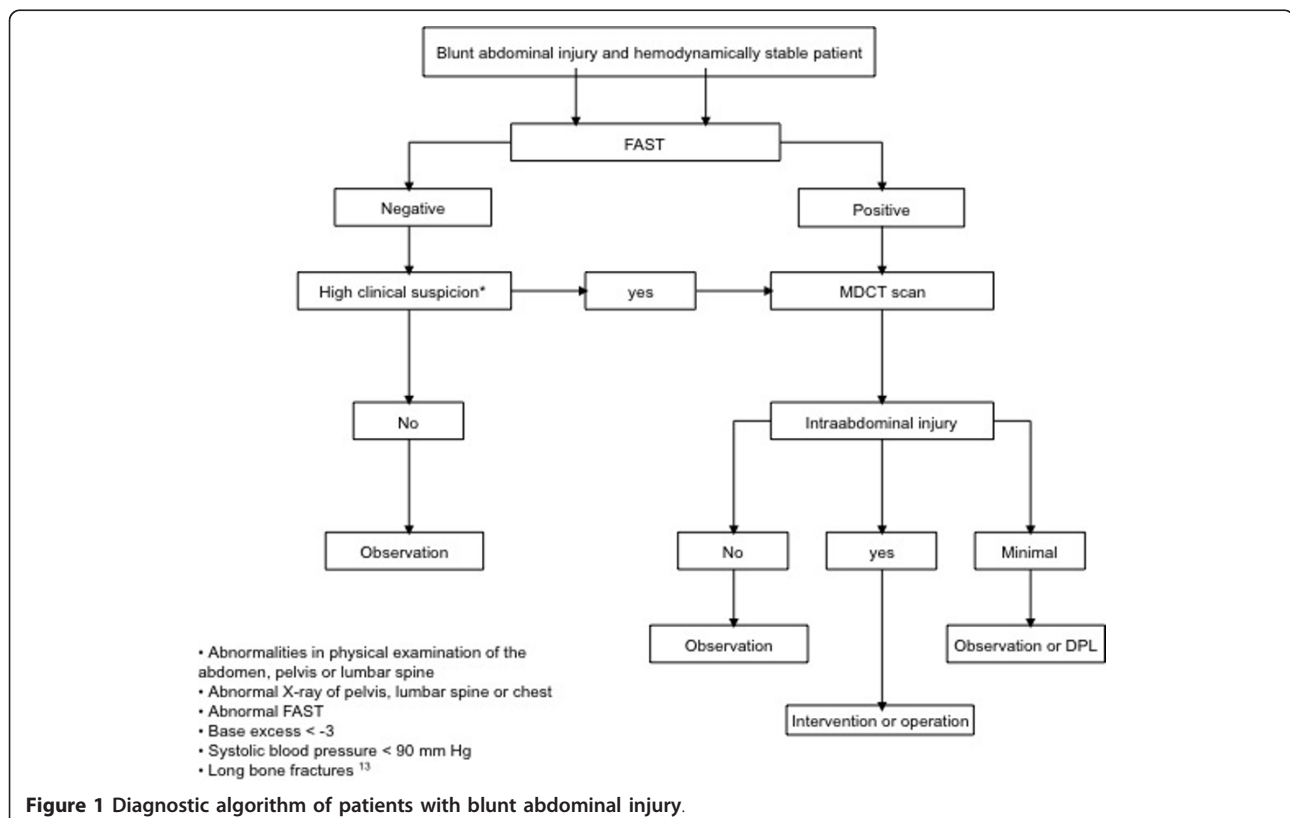 Blunt abdominal injury and hemodynamically stable patient
FAST
Negative
Positive
High clinical suspicion*
yes
MDCT scan
No
Intraabdominal injury
Observation
No
yes
Minimal
Observation
Observation or DPL
Intervention or operation
• Abnormalities in physical examination of the
abdomen, pelvis or lumbar spine
• Abnormal X-ray of pelvis, lumbar spine or chest
• Abnormal FAST
• Base excess < -3
• Systolic blood pressure < 90 mm Hg
• Long bone fractures 13
Figure 1 Diagnostic algorithm of patients with blunt abdominal injury.